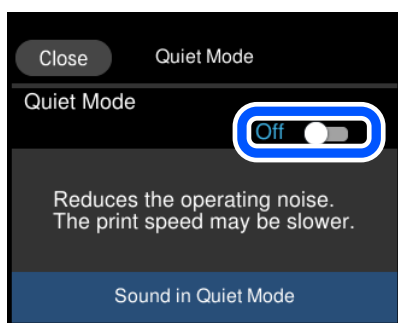 Close
Quiet Mode
Quiet Mode
Off
Reduces the operating noise.
The print speed may be slower.
Sound in Quiet Mode